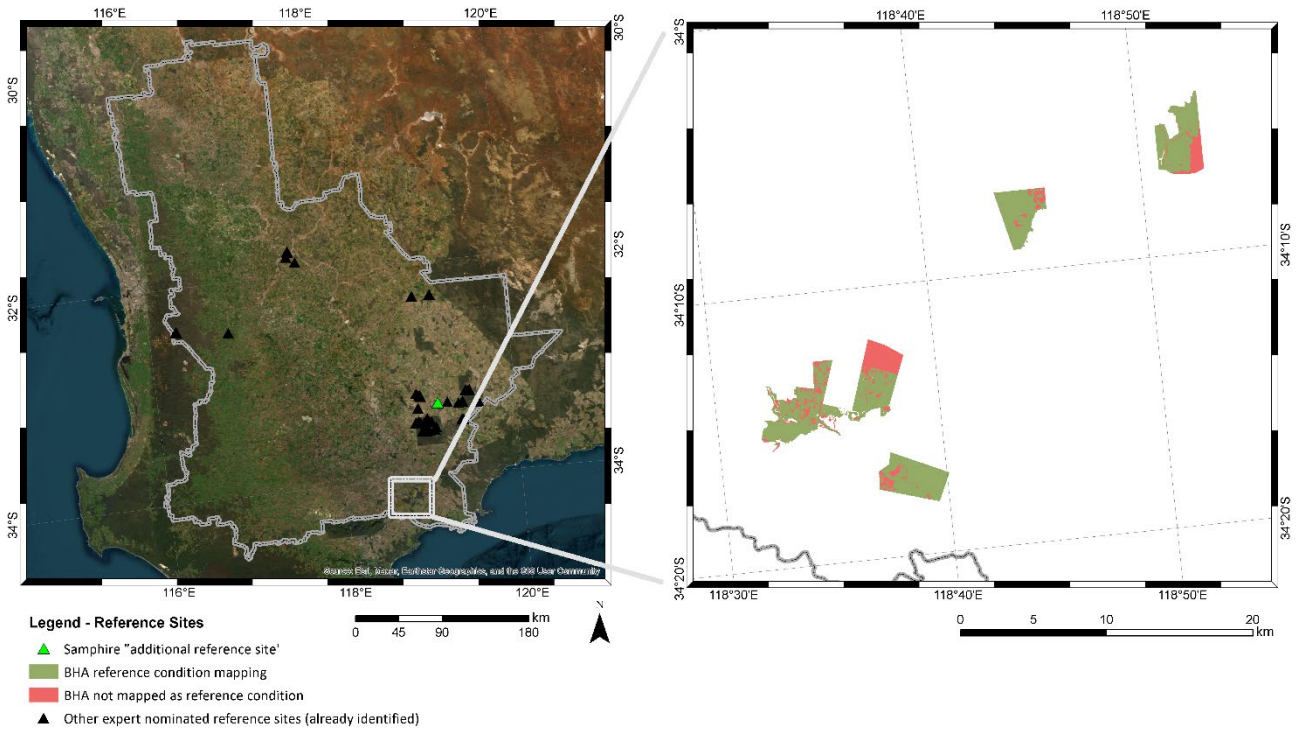 116°E
118°E
120°E
118°40'E
118°50'E
30°S
34°S
30°S
32°S
34°10'S
32°S
34°10'S
34°S
34°20'S
34°S
Source: Esri, Maxar, Earthstar Geographics, and the GIS User Community
34°20'S
116°E
118°E
120°E
118°30'E
118°40'E
118°50'E
N
km
0 45 90 180
0 5 10 20
km
Legend - Reference Sites
Samphire "additional reference site'
BHA reference condition mapping
BHA not mapped as reference condition
Other expert nominated reference sites (already identified)